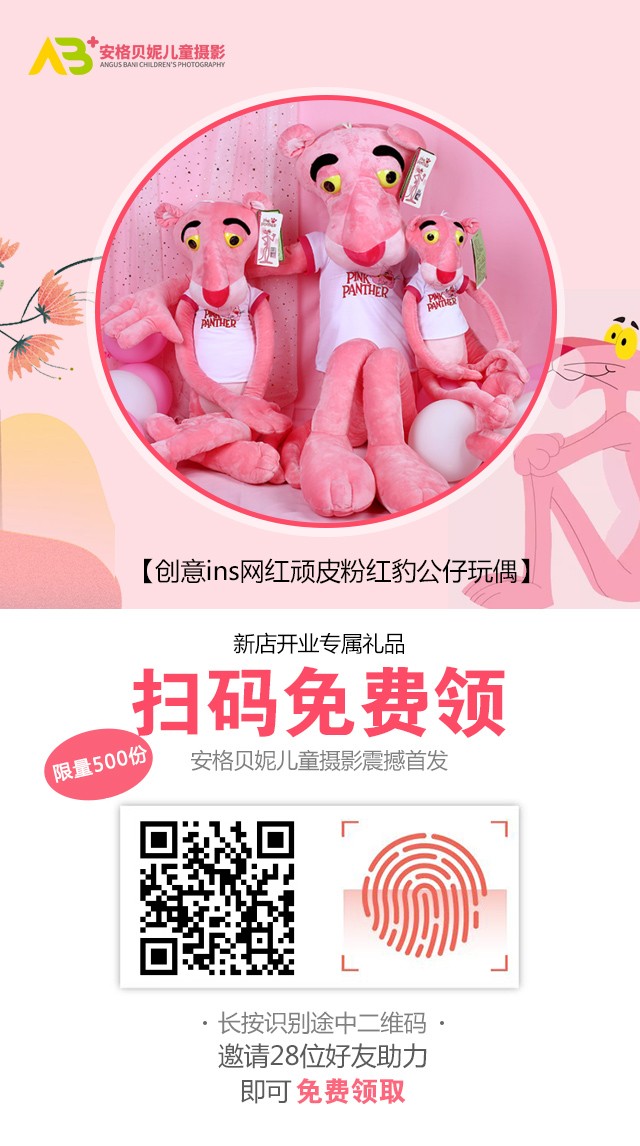 AB+安格贝妮儿童摄影
ANGUS BANI CHILDREN'S PHOTOGRAPHY
PINK PANTHER
PINK PANTHER
PINK PANTHER
【创意ins网红顽皮粉红豹公仔玩偶】
新店开业专属礼品
扫码免费领
限量500份
安格贝妮儿童摄影震撼首发
·长按识别途中二维码·
邀请28位好友助力
即可免费领取